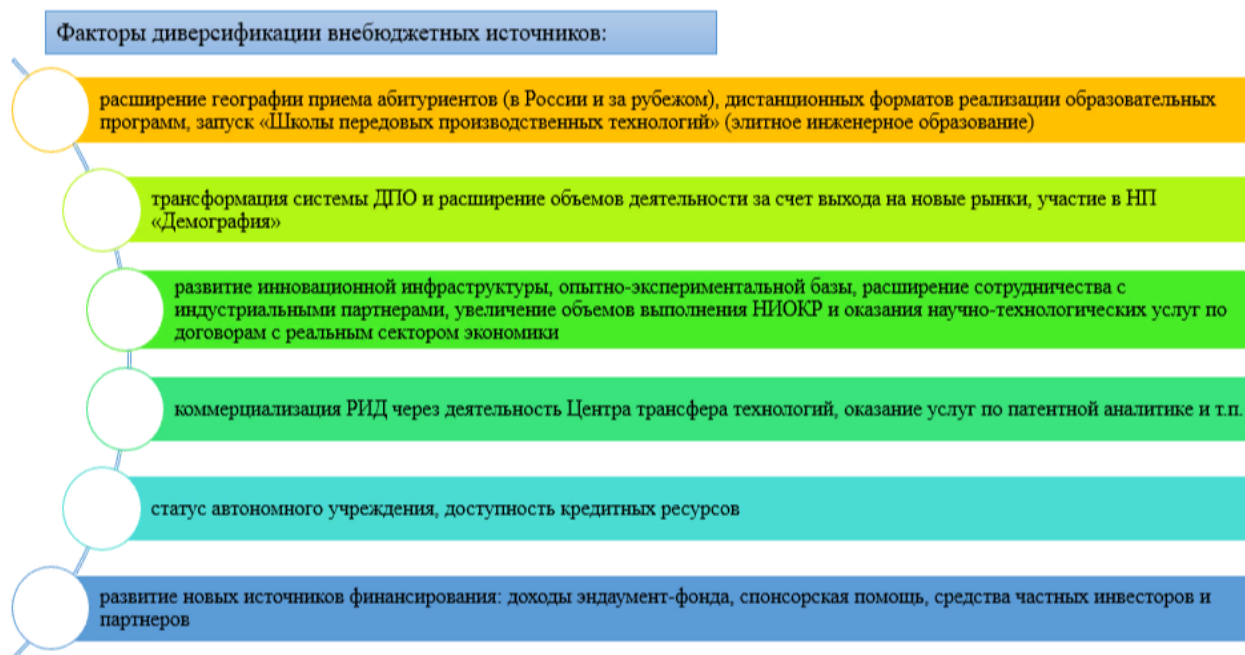 Факторы диверсификации внебюджетных источников:
расширение географии приема абитуриентов (в России и за рубежом), дистанционных форматов реализации образовательных
программ, запуск «Школы передовых производственных технологий» (элитное инженерное образование)
трансформация системы ДПО и расширение объемов деятельности за счет выхода на новые рынки, участие в НП
«Демография»
развитие инновационной инфраструктуры, опытно-экспериментальной базы, расширение сотрудничества с
индустриальными партнерами, увеличение объемов выполнения НИОКР и оказания научно-технологических услуг по
договорам с реальным сектором экономики
коммерциализация РИД через деятельность Центра трансфера технологий, оказание услуг по патентной аналитике и т.п.
статус автономного учреждения, доступность кредитных ресурсов
развитие новых источников финансирования: доходы эндаумент-фонда, спонсорская помощь, средства частных инвесторов и
партнеров